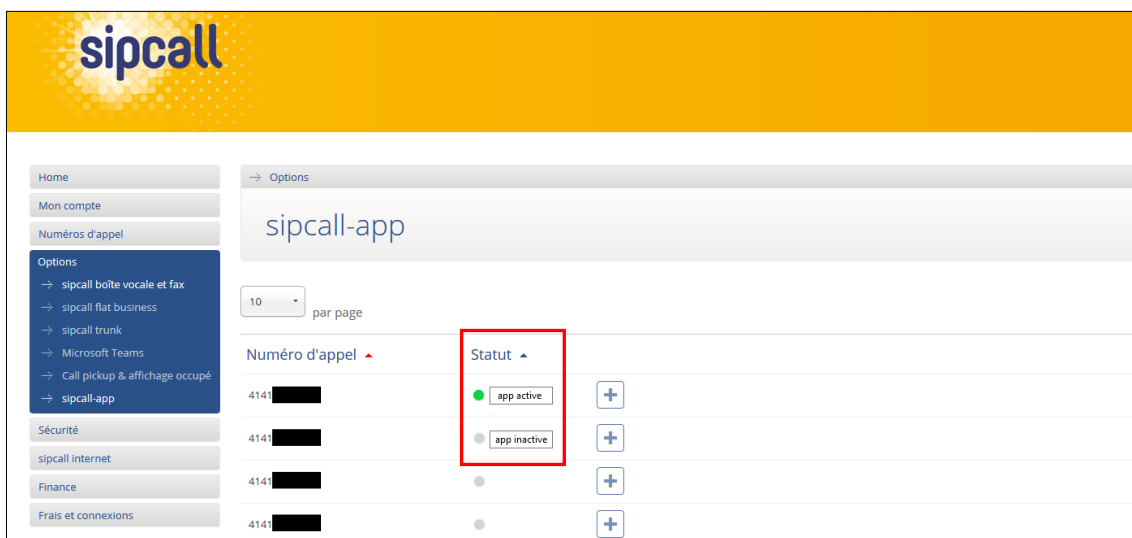 sipcall
Home
Mon compte
Numéros d'appel
Options
sipcall boîte vocale et fax
sipcall flat business
sipcall trunk
Microsoft Teams
Call pickup & affichage occupé
sipcall-app
Sécurité
sipcall internet
Finance
Frais et connexions
Options
sipcall-app
10 par page
Numéro d'appel Statut
4141 app active +
4141 app inactive +
4141 +
4141 +